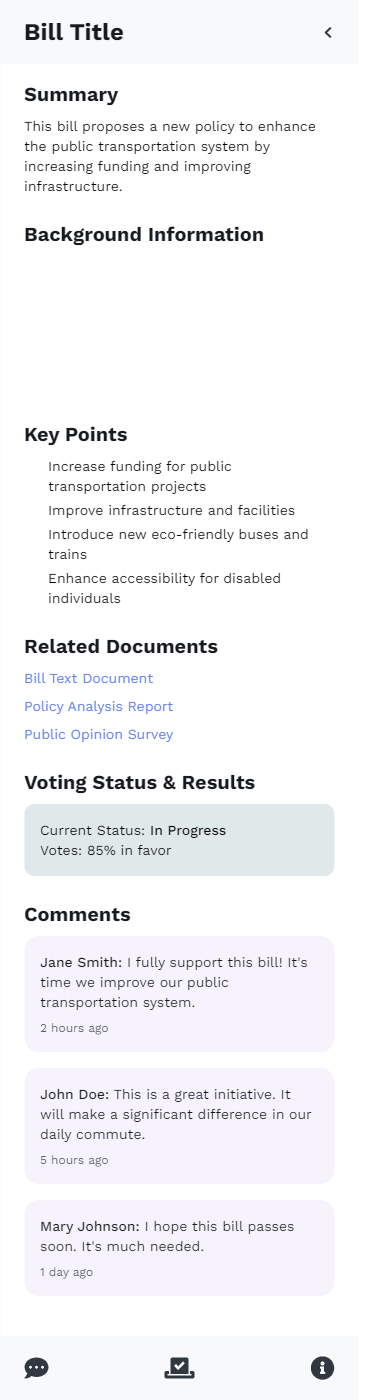 Bill Title
Summary
This bill proposes a new policy to enhance
the public transportation system by
increasing funding and improving
infrastructure.
Background Information
Key Points
Increase funding for public
transportation projects
Improve infrastructure and facilities
Introduce new eco-friendly buses and
trains
Enhance accessibility for disabled
individuals
Related Documents
Bill Text Document
Policy Analysis Report
Public Opinion Survey
Voting Status & Results
Current Status: In Progress
Votes: 85% in favor
Comments
Jane Smith: I fully support this bill! It's
time we improve our public
transportation system.
2 hours ago
John Doe: This is a great initiative. It
will make a significant difference in our
daily commute.
5 hours ago
Mary Johnson: I hope this bill passes
soon. It's much needed.
1 day ago